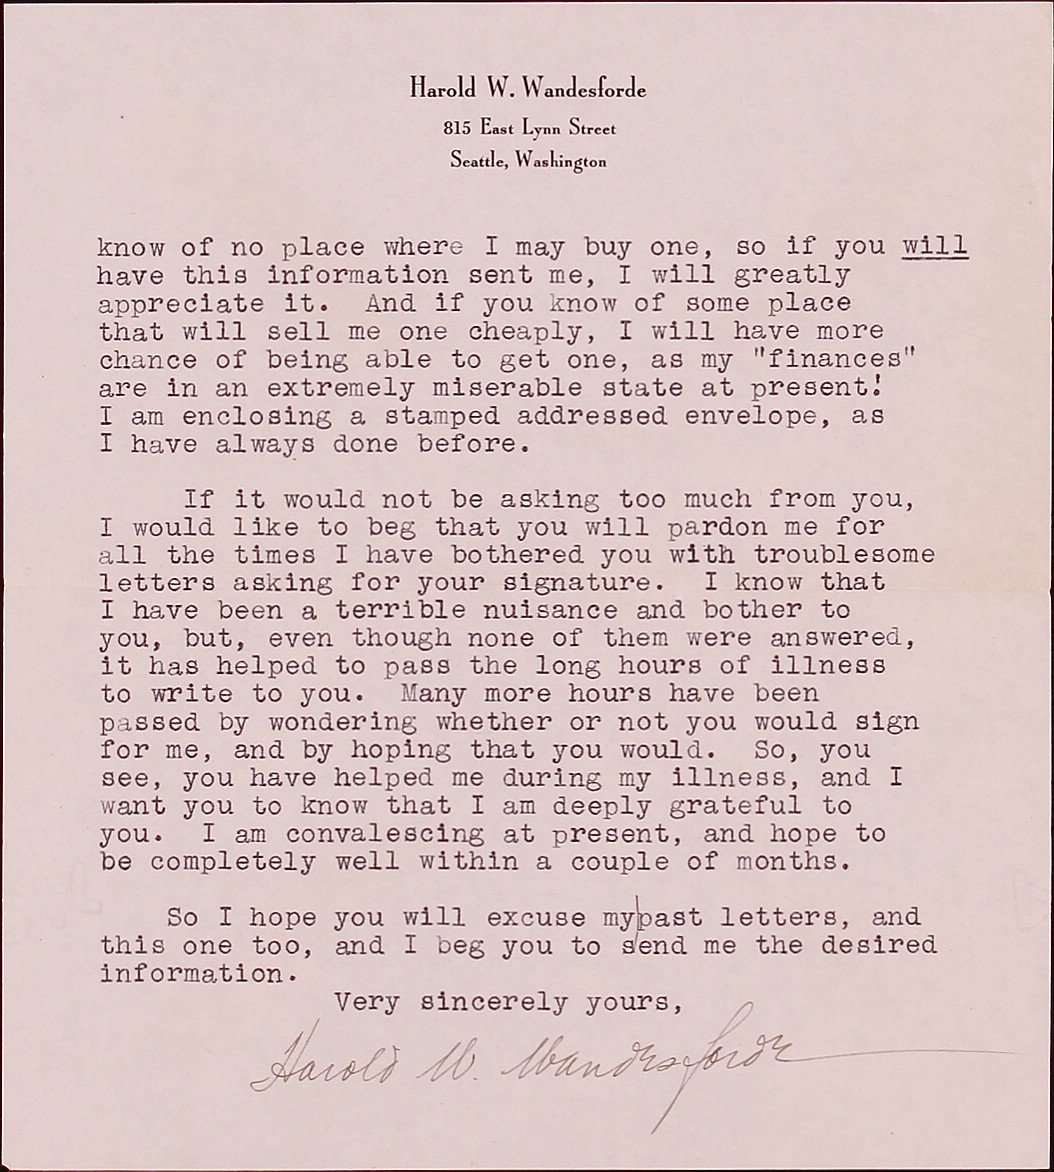 Harold W. Wandesforde
815 East Lynn Street
Seattle, Washington
know of no place where I may buy one, so if you will
have this information sent me, I will greatly
appreciate it. And if you know of some place
that will sell me one cheaply, I will have more
chance of being able to get one, as my "finances"
are in an extremely miserable state at present!
I am enclosing a stamped addressed envelope, as
I have always done before.
If it would not be asking too much from you,
I would like to beg that you will pardon me for
all the times I have bothered you with troublesome
letters asking for your signature. I know that
I have been a terrible nuisance and bother to
you, but, even though none of them were answered,
it has helped to pass the long hours of illness
to write to you. Many more hours have been
passed by wondering whether or not you would sign
for me, and by hoping that you would. So, you
see, you have helped me during my illness, and I
want you to know that I am deeply grateful to
you. I am convalescing at present, and hope to
be completely well within a couple of months.
So I hope you will excuse my|past letters, and
this one too, and I beg you to send me the desired
information.
Very sincerely yours,
Harold W. Wandesforde